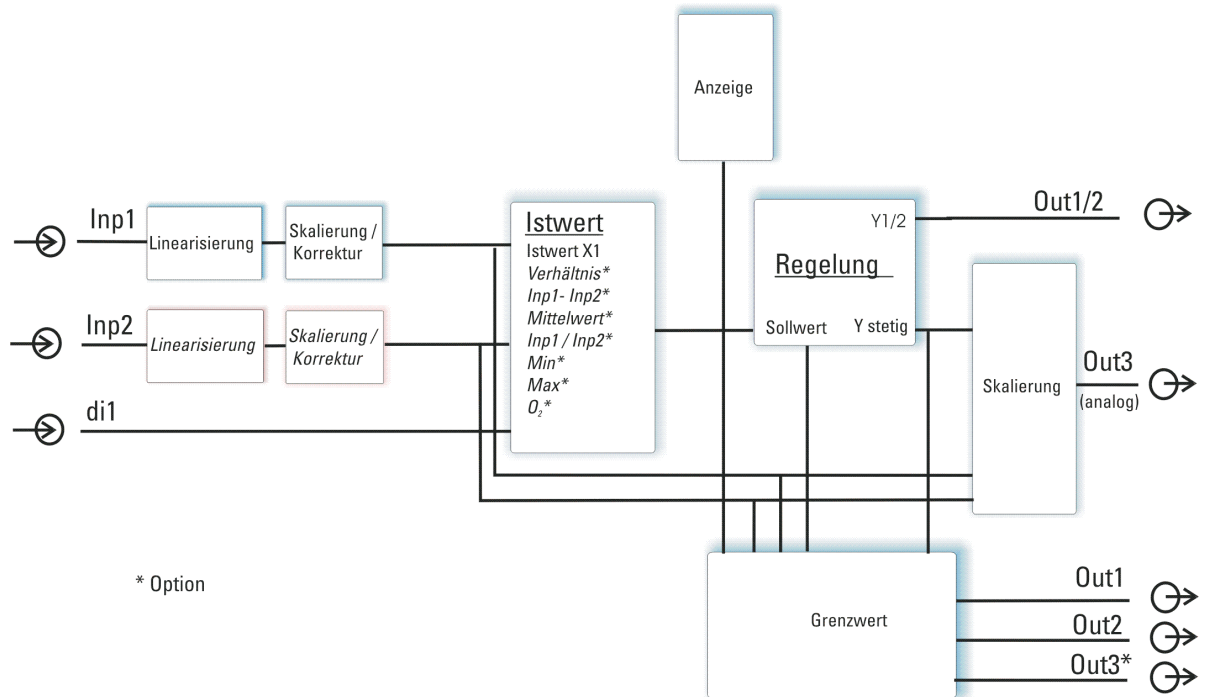 Anzeige
Inp1
Linearisierung
Skalierung /
Korrektur
Istwert
Istwert X1
Verhältnis*
Inp1- Inp2*
Mittelwert*
Inp1 / Inp2*
Min*
Max*
O₂*
Y1/2
Regelung
Sollwert
Y stetig
Out1/2
Inp2
Linearisierung
Skalierung /
Korrektur
di1
Skalierung
Out3
(analog)
* Option
Grenzwert
Out1
Out2
Out3*